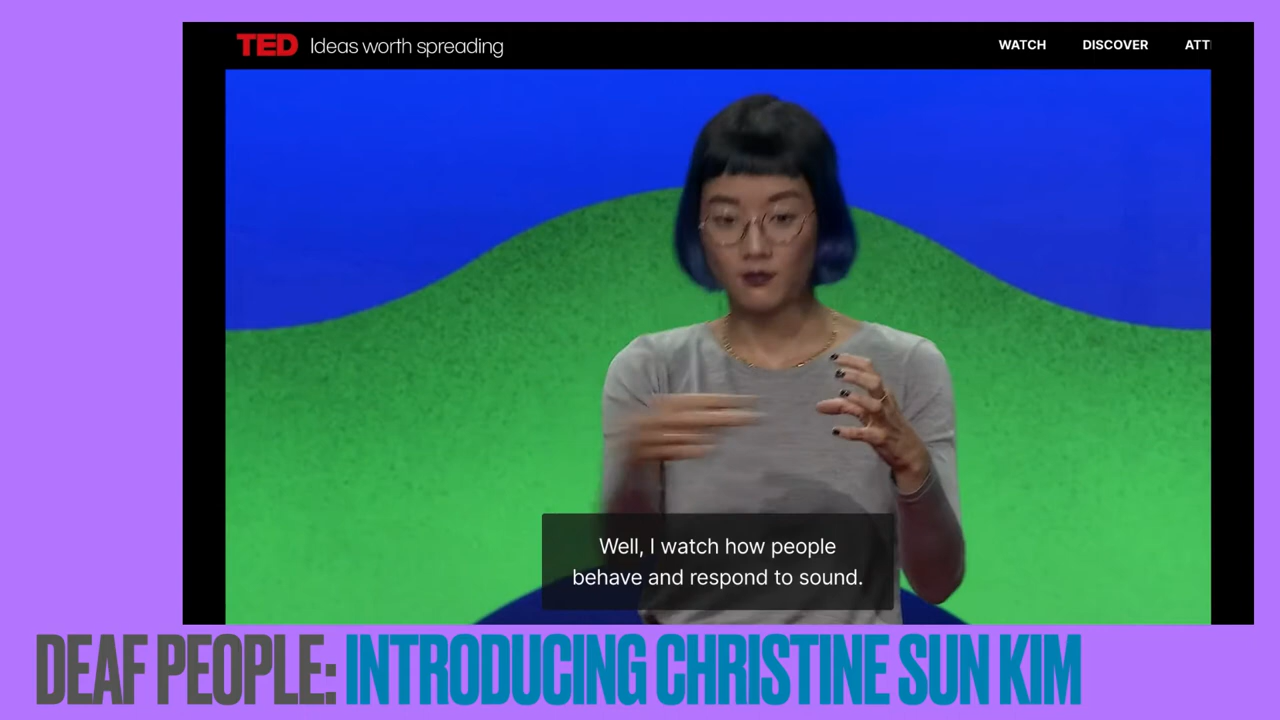 TED Ideas worth spreading WATCH DISCOVER ATT
Well, I watch how people
behave and respond to sound.
DEAF PEOPLE: INTRODUCING CHRISTINE SUN KIM